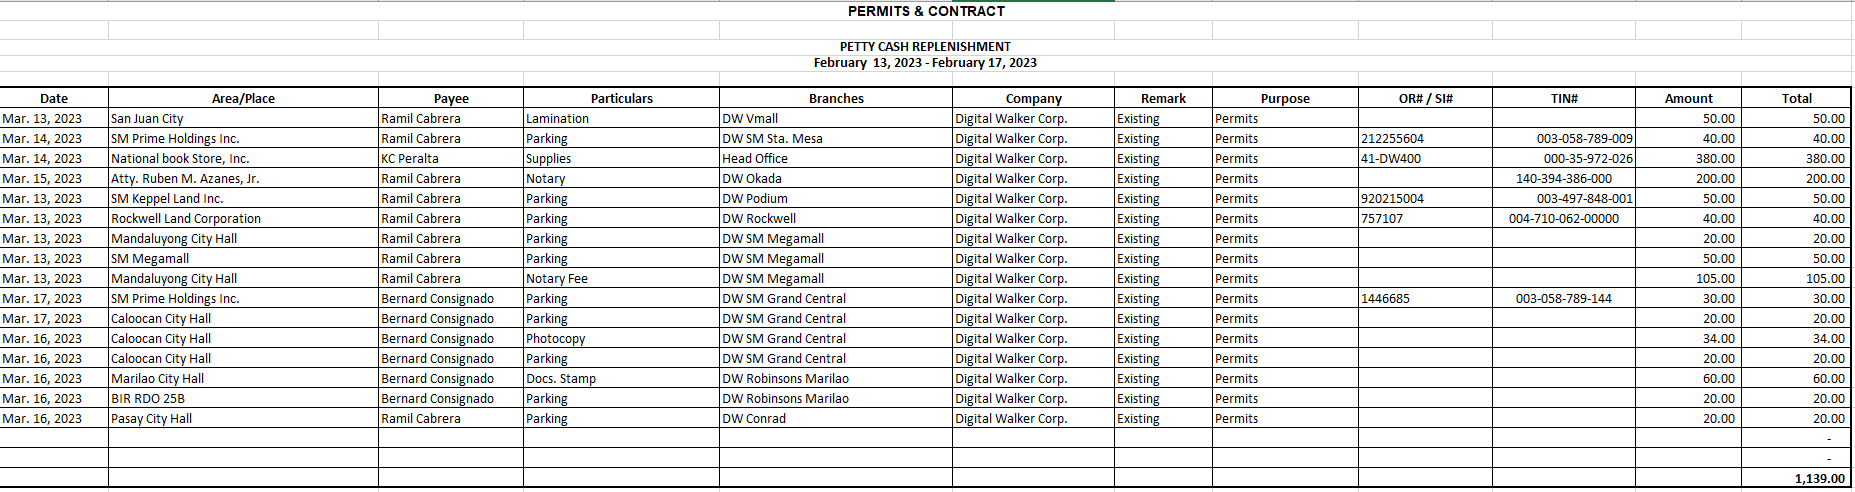 PERMITS & CONTRACT
PETTY CASH REPLENISHMENT
February 13, 2023 - February 17, 2023
Date Area/Place Payee Particulars Branches Company Remark Purpose OR# / SI# TIN# Amount Total
Mar. 13, 2023 San Juan City Ramil Cabrera Lamination DW Vmall Digital Walker Corp. Existing Permits 50.00 50.00
Mar. 14, 2023 SM Prime Holdings Inc. Ramil Cabrera Parking DW SM Sta. Mesa Digital Walker Corp. Existing Permits 212255604 003-058-789-009 40.00 40.00
Mar. 14, 2023 National book Store, Inc. KC Peralta Supplies Head Office Digital Walker Corp. Existing Permits 41-DW400 000-35-972-026 380.00 380.00
Mar. 15, 2023 Atty. Ruben M. Azanes, Jr. Ramil Cabrera Notary DW Okada Digital Walker Corp. Existing Permits 140-394-386-000 200.00 200.00
Mar. 13, 2023 SM Keppel Land Inc. Ramil Cabrera Parking DW Podium Digital Walker Corp. Existing Permits 920215004 003-497-848-001 50.00 50.00
Mar. 13, 2023 Rockwell Land Corporation Ramil Cabrera Parking DW Rockwell Digital Walker Corp. Existing Permits 757107 004-710-062-00000 40.00 40.00
Mar. 13, 2023 Mandaluyong City Hall Ramil Cabrera Parking DW SM Megamall Digital Walker Corp. Existing Permits 20.00 20.00
Mar. 13, 2023 SM Megamall Ramil Cabrera Parking DW SM Megamall Digital Walker Corp. Existing Permits 50.00 50.00
Mar. 13, 2023 Mandaluyong City Hall Ramil Cabrera Notary Fee DW SM Megamall Digital Walker Corp. Existing Permits 105.00 105.00
Mar. 17, 2023 SM Prime Holdings Inc. Bernard Consignado Parking DW SM Grand Central Digital Walker Corp. Existing Permits 1446685 003-058-789-144 30.00 30.00
Mar. 17, 2023 Caloocan City Hall Bernard Consignado Parking DW SM Grand Central Digital Walker Corp. Existing Permits 20.00 20.00
Mar. 16, 2023 Caloocan City Hall Bernard Consignado Photocopy DW SM Grand Central Digital Walker Corp. Existing Permits 34.00 34.00
Mar. 16, 2023 Caloocan City Hall Bernard Consignado Parking DW SM Grand Central Digital Walker Corp. Existing Permits 20.00 20.00
Mar. 16, 2023 Marilao City Hall Bernard Consignado Docs. Stamp DW Robinsons Marilao Digital Walker Corp. Existing Permits 60.00 60.00
Mar. 16, 2023 BIR RDO 25B Bernard Consignado Parking DW Robinsons Marilao Digital Walker Corp. Existing Permits 20.00 20.00
Mar. 16, 2023 Pasay City Hall Ramil Cabrera Parking DW Conrad Digital Walker Corp. Existing Permits 20.00 20.00
-
-
1,139.00